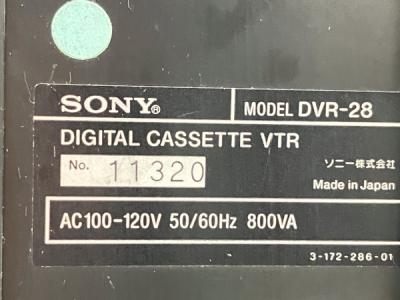 SONY® MODEL DVR-28
DIGITAL CASSETTE VTR
No. 11320 ソニー株式会社
Made in Japan
AC100-120V 50/60Hz 800VA
3-172-286-01